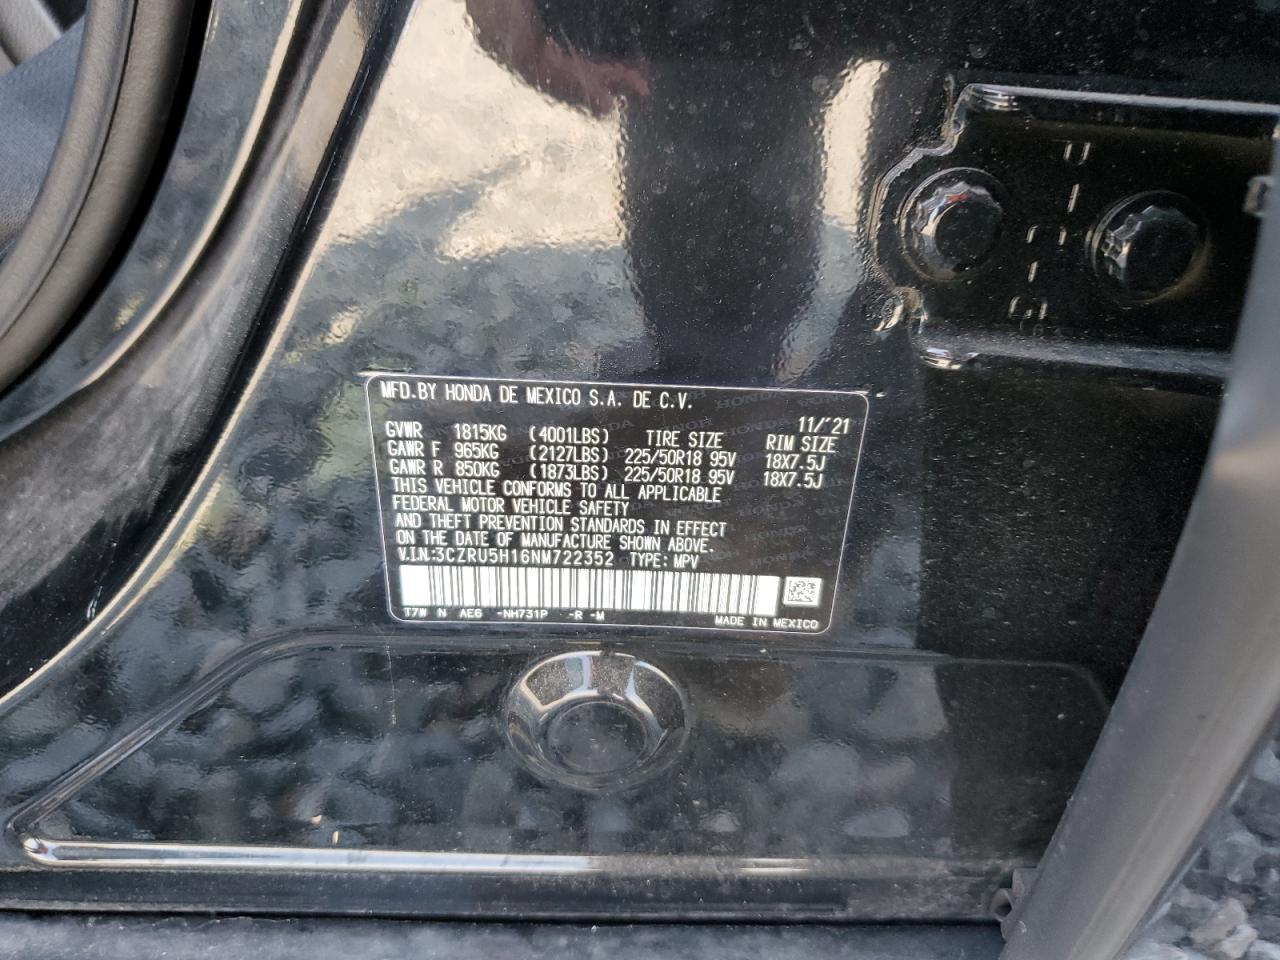 MFD.BY HONDA DE MEXICO S.A. DE C.V.
11/'21
GVWR 1815KG (4001LBS) TIRE SIZE RIM SIZE
GAWR F 965KG (2127LBS) 225/50R18 95V 18X7.5J
GAWR R 850KG (1873LBS) 225/50R18 95V 18X7.5J
THIS VEHICLE CONFORMS TO ALL APPLICABLE
FEDERAL MOTOR VEHICLE SAFETY
AND THEFT PREVENTION STANDARDS IN EFFECT
ON THE DATE OF MANUFACTURE SHOWN ABOVE.
V.I.N.:3CZRU5H16NM722352 TYPE: MPV
T7W N AE6 -NH731P -R -M
MADE IN MEXICO